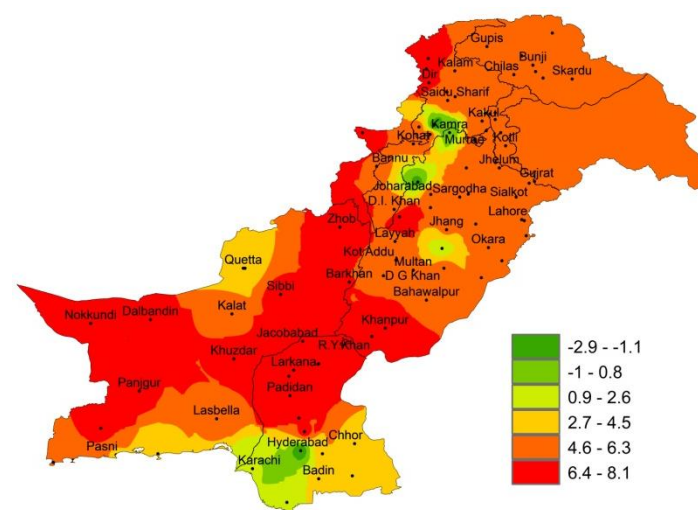 Gupis
Kalam
Chilas
Bunji
Skardu
Dir
Saidu Sharif
Kakul
Kamra
Kohat
Murree
Kotli
Bannu
Jhelum
Joharabad
Sargodha
Gujrat
Sialkot
D.I. Khan
Lahore
Zhob
Layyah
Jhang
Okara
Kot Addu
Quetta
Multan
Barkhan
D G Khan
Sibbi
Bahawalpur
Nokkundi
Dalbandin
Kalat
Khanpur
Jacobabad
R.Y.Khan
Khuzdar
Larkana
Panjgur
Padidan
Lasbella
Pasni
Hyderabad
Chhor
Karachi
Badin
-2.9 - -1.1
-1 - 0.8
0.9 - 2.6
2.7 - 4.5
4.6 - 6.3
6.4 - 8.1